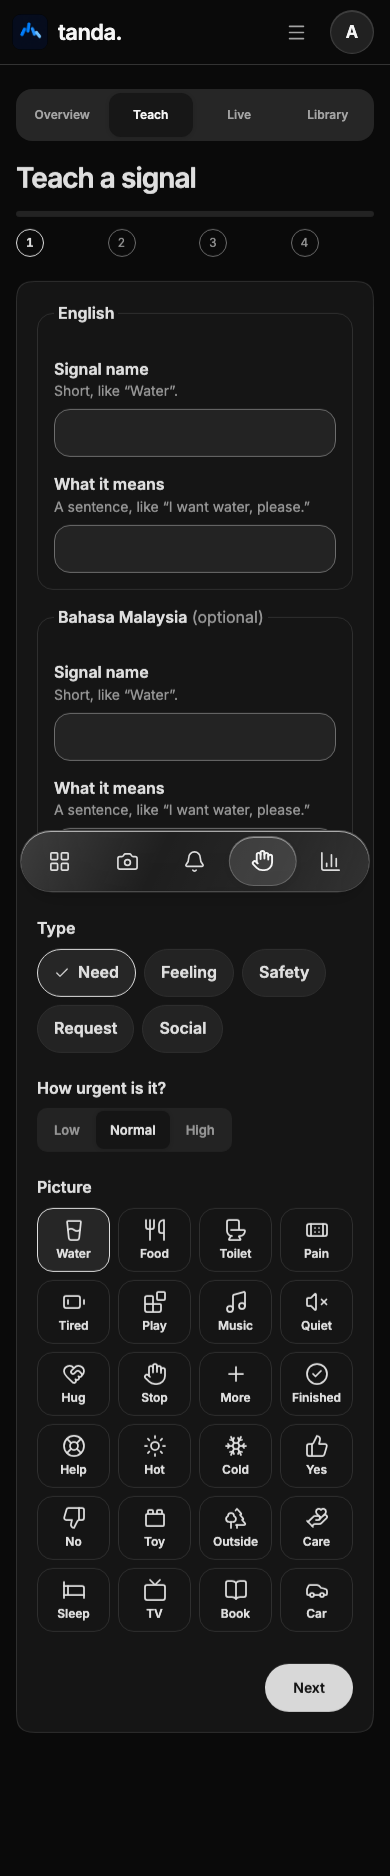 tanda.
A
Overview Teach Live Library
Teach a signal
1 2 3 4
English
Signal name
Short, like “Water”.
What it means
A sentence, like “I want water, please.”
Bahasa Malaysia (optional)
Signal name
Short, like “Water”.
What it means
A sentence, like “I want water, please.”
Type
Need Feeling Safety
Request Social
How urgent is it?
Low Normal High
Picture
Water Food Toilet Pain
Tired Play Music Quiet
Hug Stop More Finished
Help Hot Cold Yes
No Toy Outside Care
Sleep TV Book Car
Next